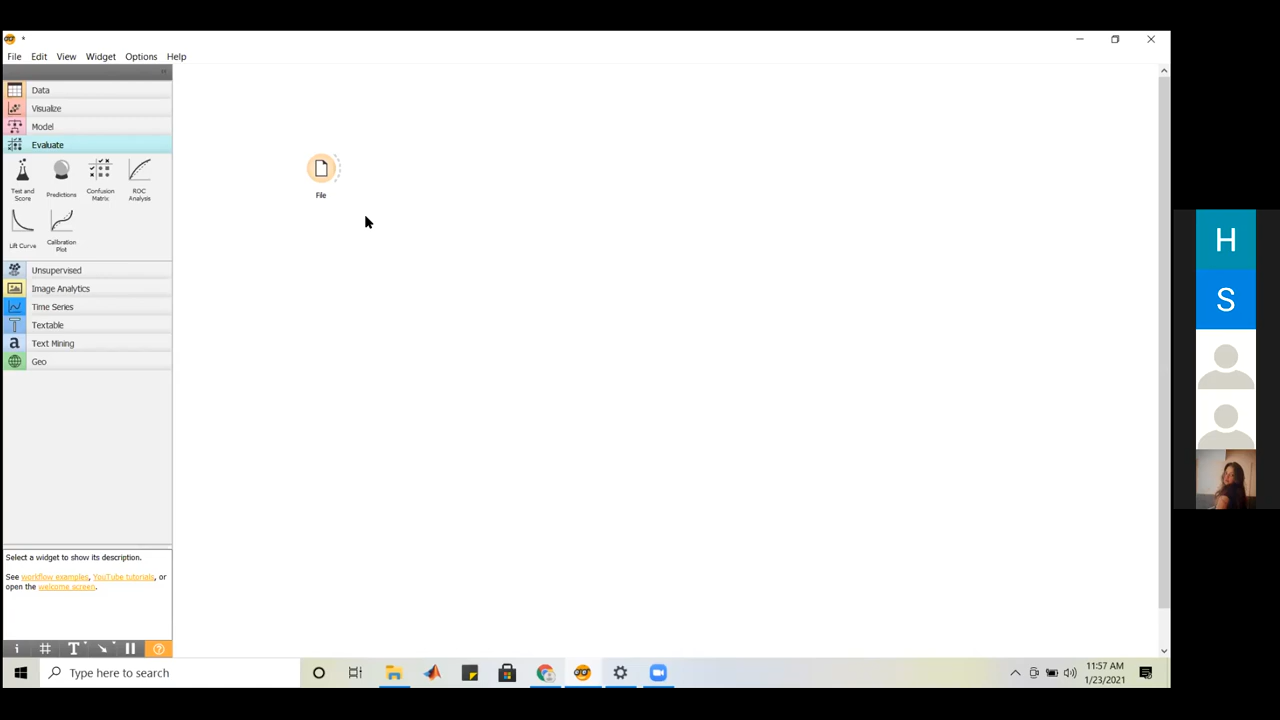 *
File Edit View Widget Options Help
Data
Visualize
Model
Evaluate
Test and Score
Predictions
Confusion Matrix
ROC Analysis
Lift Curve
Calibration Plot
Unsupervised
Image Analytics
Time Series
Textable
a Text Mining
Geo
File
H
S
Select a widget to show its description.
See workflow examples, YouTube tutorials, or
open the welcome screen.
i # T ?
Type here to search
11:57 AM
1/23/2021